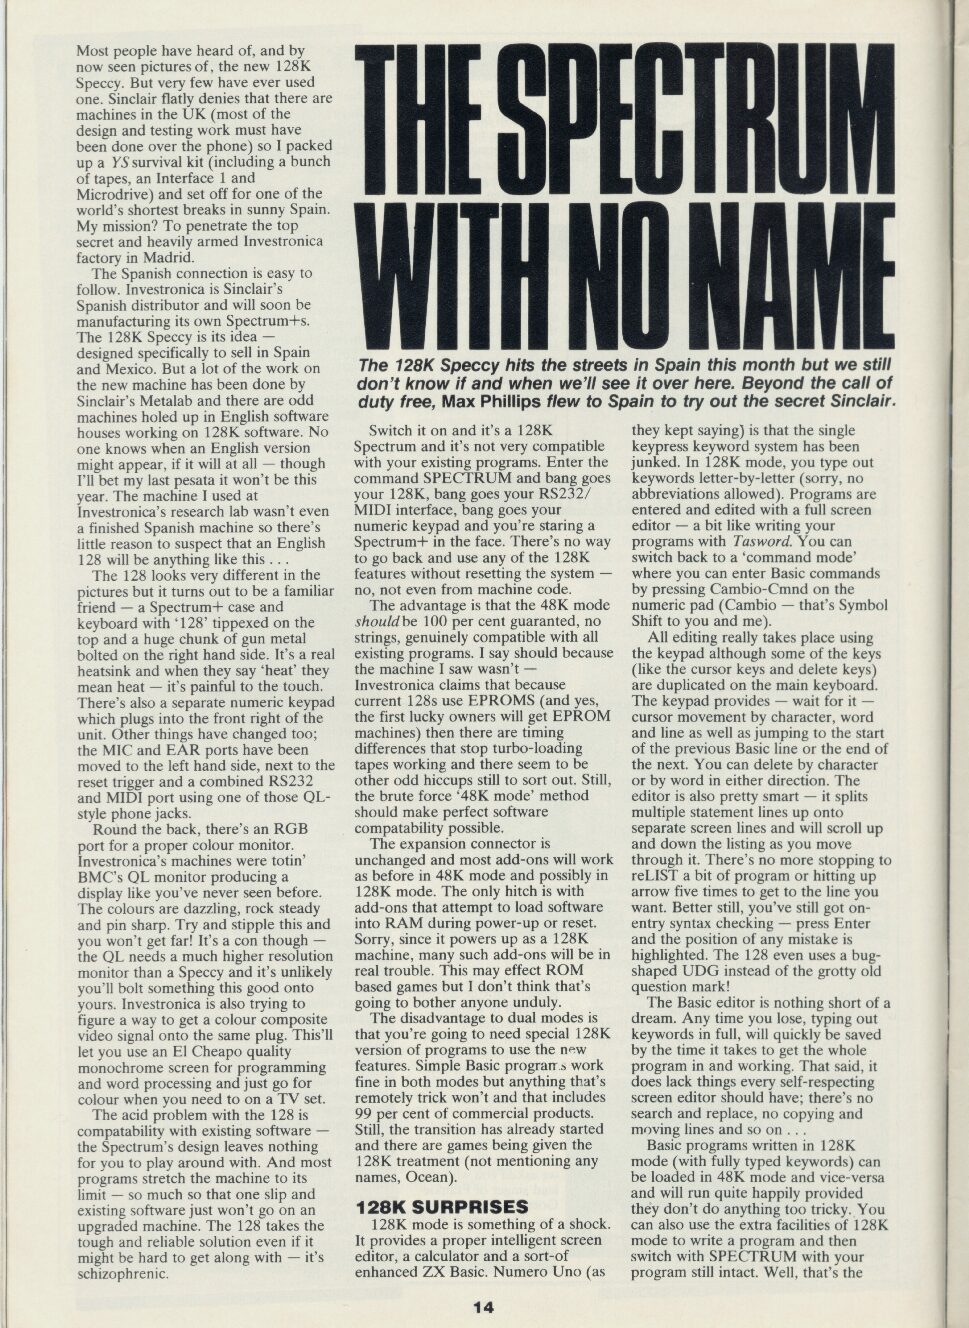 THE SPECTRUM
WITH NO NAME
The 128K Speccy hits the streets in Spain this month but we still
don't know if and when we'll see it over here. Beyond the call of
duty free, Max Phillips flew to Spain to try out the secret Sinclair.
Most people have heard of, and by
now seen pictures of, the new 128K
Speccy. But very few have ever used
one. Sinclair flatly denies that there are
machines in the UK (most of the
design and testing work must have
been done over the phone) so I packed
up a YS survival kit (including a bunch
of tapes, an Interface 1 and
Microdrive) and set off for one of the
world's shortest breaks in sunny Spain.
My mission? To penetrate the top
secret and heavily armed Investronica
factory in Madrid.
The Spanish connection is easy to
follow. Investronica is Sinclair's
Spanish distributor and will soon be
manufacturing its own Spectrum+s.
The 128K Speccy is its idea —
designed specifically to sell in Spain
and Mexico. But a lot of the work on
the new machine has been done by
Sinclair's Metalab and there are odd
machines holed up in English software
houses working on 128K software. No
one knows when an English version
might appear, if it will at all — though
I'll bet my last pesata it won't be this
year. The machine I used at
Investronica's research lab wasn't even
a finished Spanish machine so there's
little reason to suspect that an English
128 will be anything like this . . .
The 128 looks very different in the
pictures but it turns out to be a familiar
friend — a Spectrum+ case and
keyboard with '128' tippexed on the
top and a huge chunk of gun metal
bolted on the right hand side. It's a real
heatsink and when they say 'heat' they
mean heat — it's painful to the touch.
There's also a separate numeric keypad
which plugs into the front right of the
unit. Other things have changed too;
the MIC and EAR ports have been
moved to the left hand side, next to the
reset trigger and a combined RS232
and MIDI port using one of those QL-
style phone jacks.
Round the back, there's an RGB
port for a proper colour monitor.
Investronica's machines were totin'
BMC's QL monitor producing a
display like you've never seen before.
The colours are dazzling, rock steady
and pin sharp. Try and stipple this and
you won't get far! It's a con though —
the QL needs a much higher resolution
monitor than a Speccy and it's unlikely
you'll bolt something this good onto
yours. Investronica is also trying to
figure a way to get a colour composite
video signal onto the same plug. This'll
let you use an El Cheapo quality
monochrome screen for programming
and word processing and just go for
colour when you need to on a TV set.
The acid problem with the 128 is
compatability with existing software —
the Spectrum's design leaves nothing
for you to play around with. And most
programs stretch the machine to its
limit — so much so that one slip and
existing software just won't go on an
upgraded machine. The 128 takes the
tough and reliable solution even if it
might be hard to get along with — it's
schizophrenic.
Switch it on and it's a 128K
Spectrum and it's not very compatible
with your existing programs. Enter the
command SPECTRUM and bang goes
your 128K, bang goes your RS232/
MIDI interface, bang goes your
numeric keypad and you're staring a
Spectrum+ in the face. There's no way
to go back and use any of the 128K
features without resetting the system —
no, not even from machine code.
The advantage is that the 48K mode
should be 100 per cent guaranted, no
strings, genuinely compatible with all
existing programs. I say should because
the machine I saw wasn't —
Investronica claims that because
current 128s use EPROMS (and yes,
the first lucky owners will get EPROM
machines) then there are timing
differences that stop turbo-loading
tapes working and there seem to be
other odd hiccups still to sort out. Still,
the brute force '48K mode' method
should make perfect software
compatability possible.
The expansion connector is
unchanged and most add-ons will work
as before in 48K mode and possibly in
128K mode. The only hitch is with
add-ons that attempt to load software
into RAM during power-up or reset.
Sorry, since it powers up as a 128K
machine, many such add-ons will be in
real trouble. This may effect ROM
based games but I don't think that's
going to bother anyone unduly.
The disadvantage to dual modes is
that you're going to need special 128K
version of programs to use the new
features. Simple Basic programs work
fine in both modes but anything that's
remotely trick won't and that includes
99 per cent of commercial products.
Still, the transition has already started
and there are games being given the
128K treatment (not mentioning any
names, Ocean).
128K SURPRISES
128K mode is something of a shock.
It provides a proper intelligent screen
editor, a calculator and a sort-of
enhanced ZX Basic. Numero Uno (as
they kept saying) is that the single
keypress keyword system has been
junked. In 128K mode, you type out
keywords letter-by-letter (sorry, no
abbreviations allowed). Programs are
entered and edited with a full screen
editor — a bit like writing your
programs with Tasword. You can
switch back to a 'command mode'
where you can enter Basic commands
by pressing Cambio-Cmnd on the
numeric pad (Cambio — that's Symbol
Shift to you and me).
All editing really takes place using
the keypad although some of the keys
(like the cursor keys and delete keys)
are duplicated on the main keyboard.
The keypad provides — wait for it —
cursor movement by character, word
and line as well as jumping to the start
of the previous Basic line or the end of
the next. You can delete by character
or by word in either direction. The
editor is also pretty smart — it splits
multiple statement lines up onto
separate screen lines and will scroll up
and down the listing as you move
through it. There's no more stopping to
reLIST a bit of program or hitting up
arrow five times to get to the line you
want. Better still, you've still got on-
entry syntax checking — press Enter
and the position of any mistake is
highlighted. The 128 even uses a bug-
shaped UDG instead of the grotty old
question mark!
The Basic editor is nothing short of a
dream. Any time you lose, typing out
keywords in full, will quickly be saved
by the time it takes to get the whole
program in and working. That said, it
does lack things every self-respecting
screen editor should have; there's no
search and replace, no copying and
moving lines and so on . . .
Basic programs written in 128K
mode (with fully typed keywords) can
be loaded in 48K mode and vice-versa
and will run quite happily provided
they don't do anything too tricky. You
can also use the extra facilities of 128K
mode to write a program and then
switch with SPECTRUM with your
program still intact. Well, that's the
14